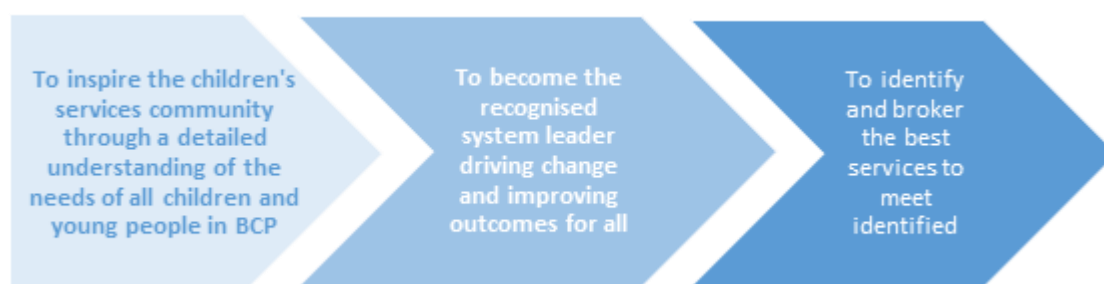 To inspire the children's
services community
through a detailed
understanding of the
needs of all children and
young people in BCP
To become the
recognised
system leader
driving change
and improving
outcomes for all
To identify
and broker
the best
services to
meet
identified